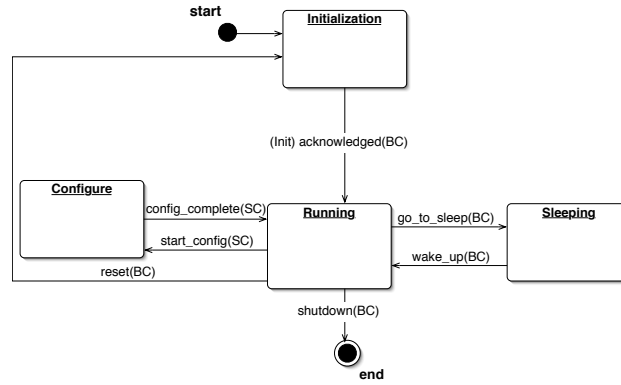 start
Initialization
(Init) acknowledged(BC)
Configure
config_complete(SC)
Running
go_to_sleep(BC)
Sleeping
start_config(SC)
wake_up(BC)
reset(BC)
shutdown(BC)
end